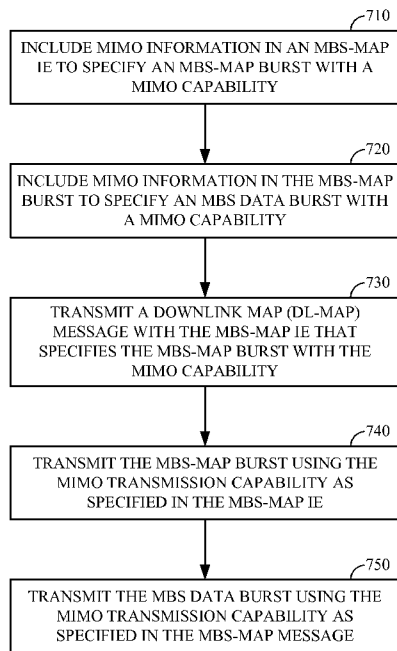 710
INCLUDE MIMO INFORMATION IN AN MBS-MAP
IE TO SPECIFY AN MBS-MAP BURST WITH A
MIMO CAPABILITY
720
INCLUDE MIMO INFORMATION IN THE MBS-MAP
BURST TO SPECIFY AN MBS DATA BURST WITH
A MIMO CAPABILITY
730
TRANSMIT A DOWNLINK MAP (DL-MAP)
MESSAGE WITH THE MBS-MAP IE THAT
SPECIFIES THE MBS-MAP BURST WITH THE
MIMO CAPABILITY
740
TRANSMIT THE MBS-MAP BURST USING THE
MIMO TRANSMISSION CAPABILITY AS
SPECIFIED IN THE MBS-MAP IE
750
TRANSMIT THE MBS DATA BURST USING THE
MIMO TRANSMISSION CAPABILITY AS
SPECIFIED IN THE MBS-MAP MESSAGE